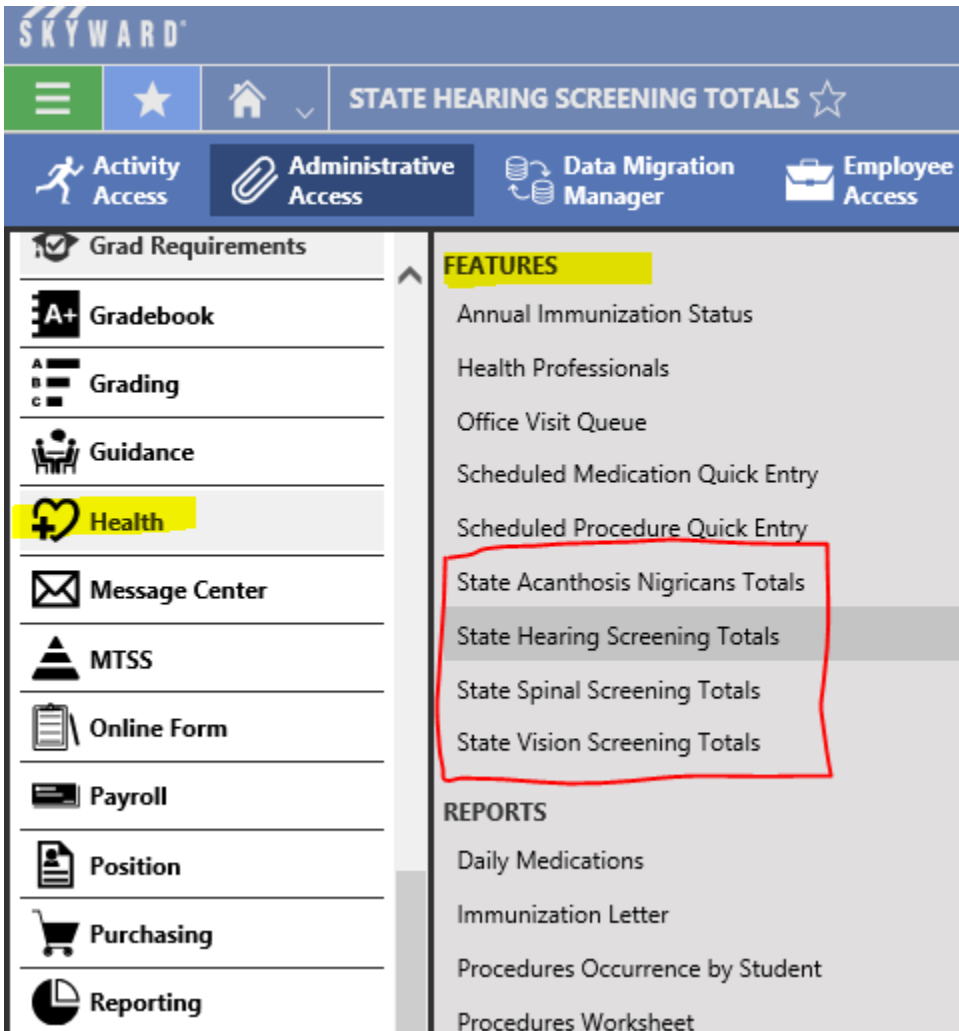 SKYWARD
STATE HEARING SCREENING TOTALS
Activity
Access
Administrative
Access
Data Migration
Manager
Employee
Access
Grad Requirements
A+ Gradebook
A
B
C
Grading
Guidance
Health
Message Center
MTSS
Online Form
Payroll
Position
Purchasing
Reporting
FEATURES
Annual Immunization Status
Health Professionals
Office Visit Queue
Scheduled Medication Quick Entry
Scheduled Procedure Quick Entry
State Acanthosis Nigricans Totals
State Hearing Screening Totals
State Spinal Screening Totals
State Vision Screening Totals
REPORTS
Daily Medications
Immunization Letter
Procedures Occurrence by Student
Procedures Worksheet